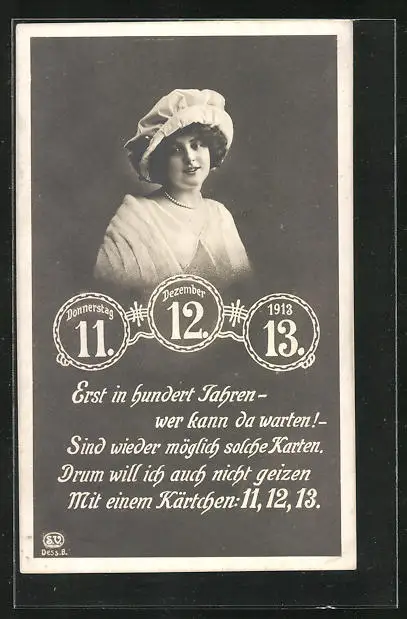 Donnerstag Dezember 1913
11. 12. 13.
Erst in hundert Jahren -
wer kann da warten! -
Sind wieder möglich solche Karten.
Drum will ich auch nicht geizen
Mit einem Kärtchen: 11, 12, 13.
S.V.
Dess. B.